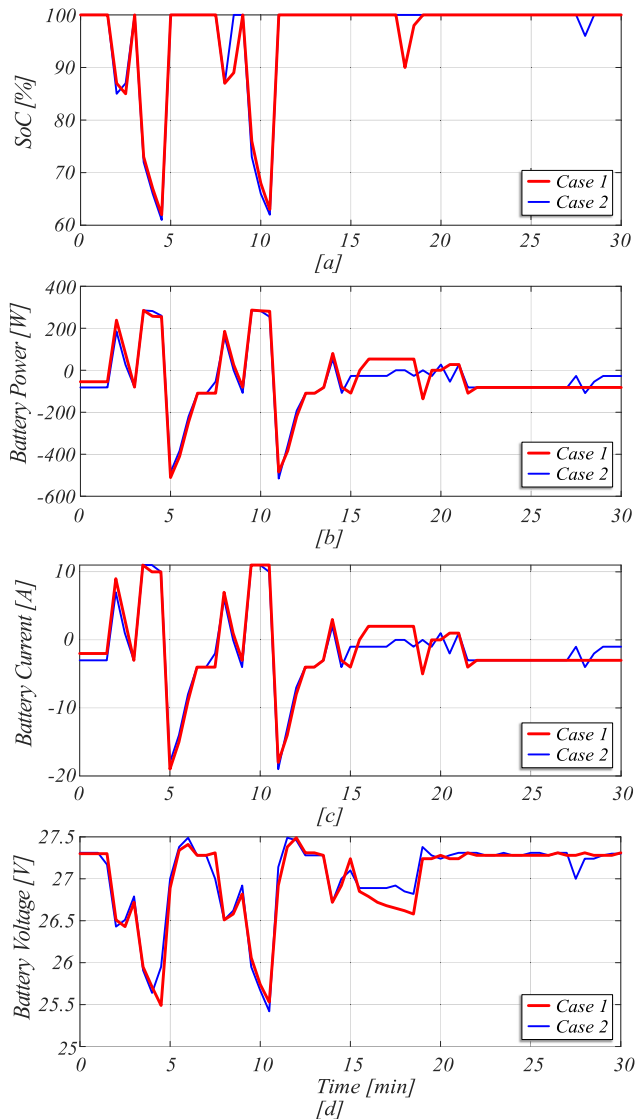 100
90
80
70
60
SoC [%]
Case 1
Case 2
0 5 10 15 20 25 30
[a]
400
200
0
-200
-400
-600
Battery Power [W]
Case 1
Case 2
0 5 10 15 20 25 30
[b]
10
0
-10
-20
Battery Current [A]
Case 1
Case 2
0 5 10 15 20 25 30
[c]
27.5
27
26.5
26
25.5
25
Battery Voltage [V]
Case 1
Case 2
0 5 10 15 20 25 30
Time [min]
[d]